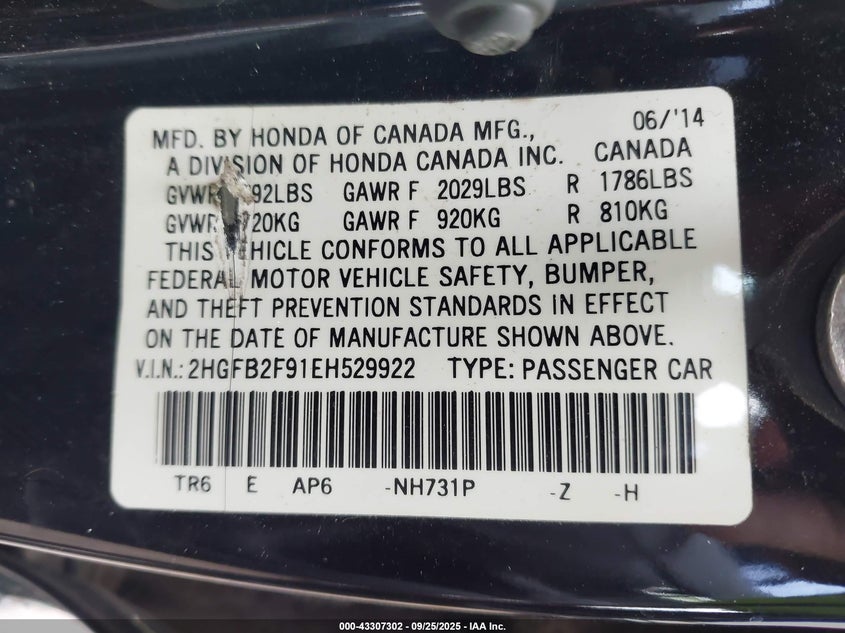 MFD. BY HONDA OF CANADA MFG., 06/'14
A DIVISION OF HONDA CANADA INC. CANADA
92LBS GAWR F 2029LBS R 1786LBS
20KG GAWR F 920KG R 810KG
THIS VEHICLE CONFORMS TO ALL APPLICABLE
FEDERAL MOTOR VEHICLE SAFETY, BUMPER,
AND THEFT PREVENTION STANDARDS IN EFFECT
ON THE DATE OF MANUFACTURE SHOWN ABOVE.
V.I.N.: 2HGFB2F91EH529922 TYPE: PASSENGER CAR
TR6 E AP6 -NH731P -Z -H
000-43307302 - 09/25/2025 - IAA Inc.